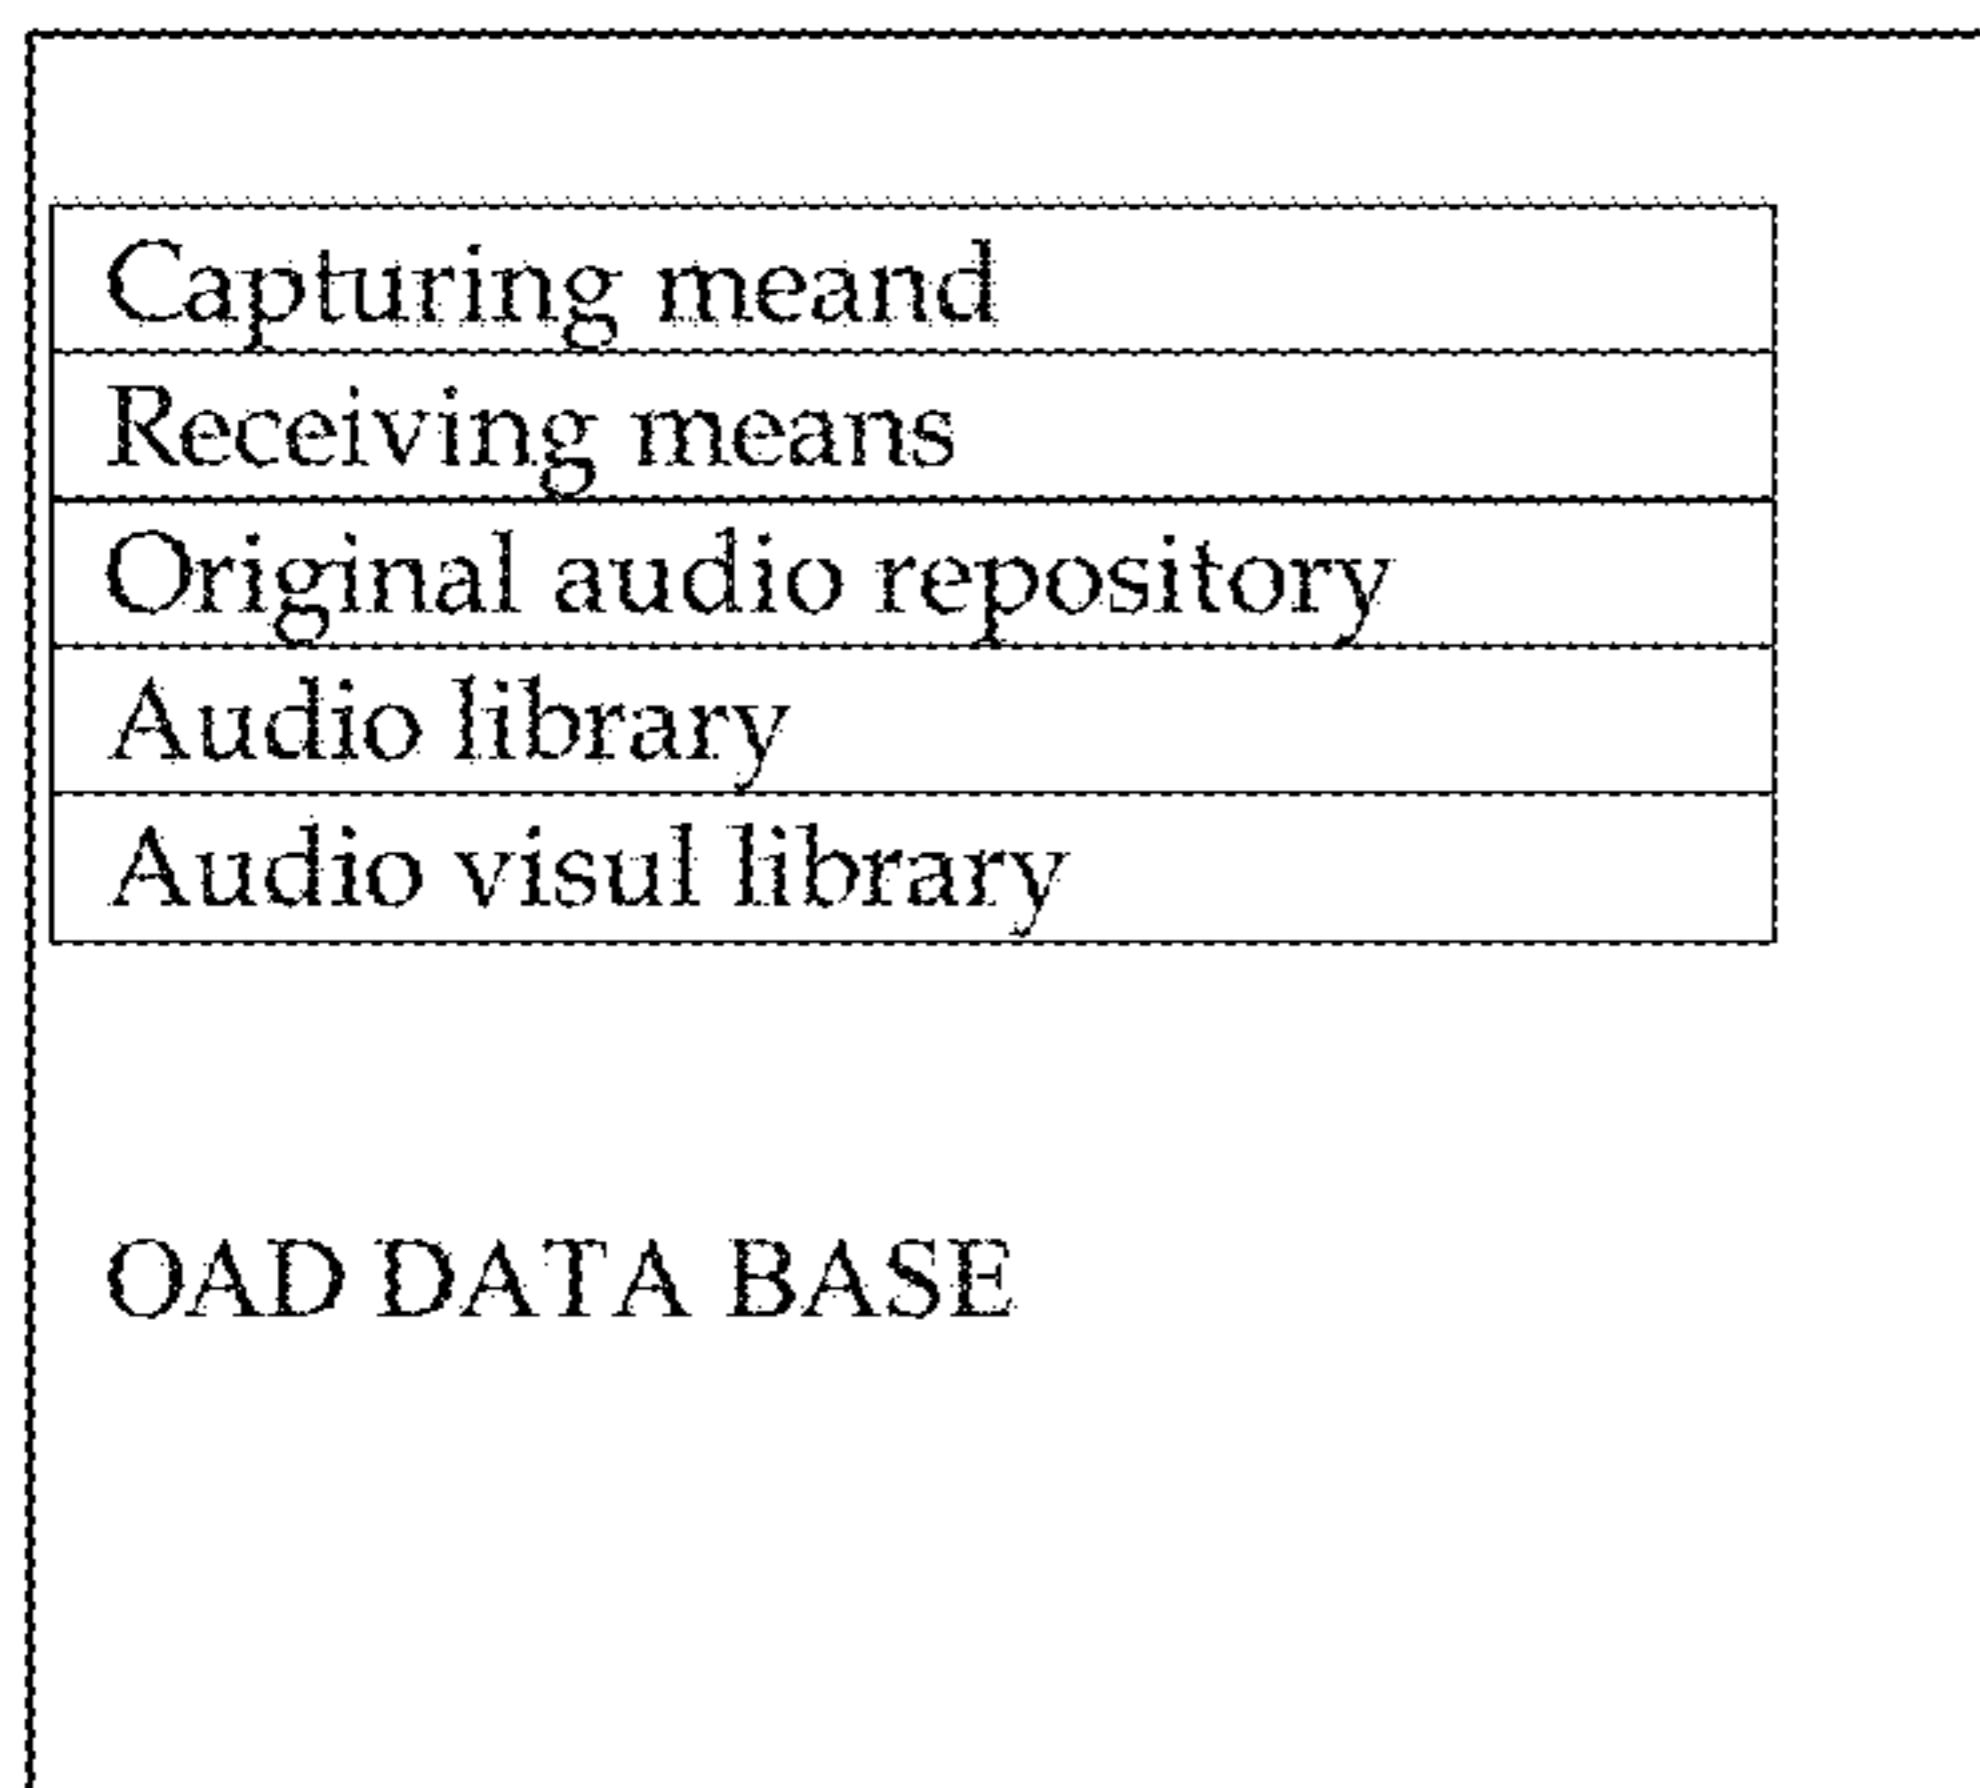 Capturing meand
Receiving means
Original audio repository
Audio library
Audio visul library
OAD DATA BASE